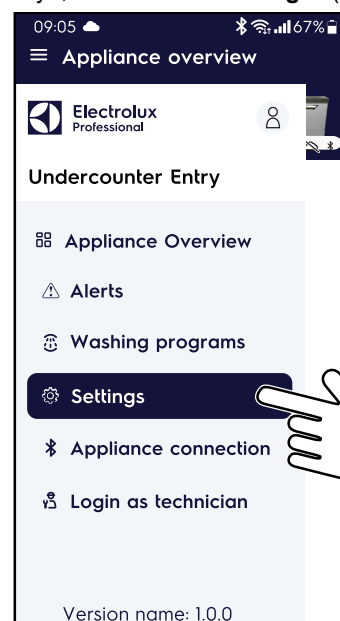 09:05 67%
Appliance overview
Electrolux
Professional
Undercounter Entry
Appliance Overview
Alerts
Washing programs
Settings
Appliance connection
Login as technician
Version name: 1.0.0